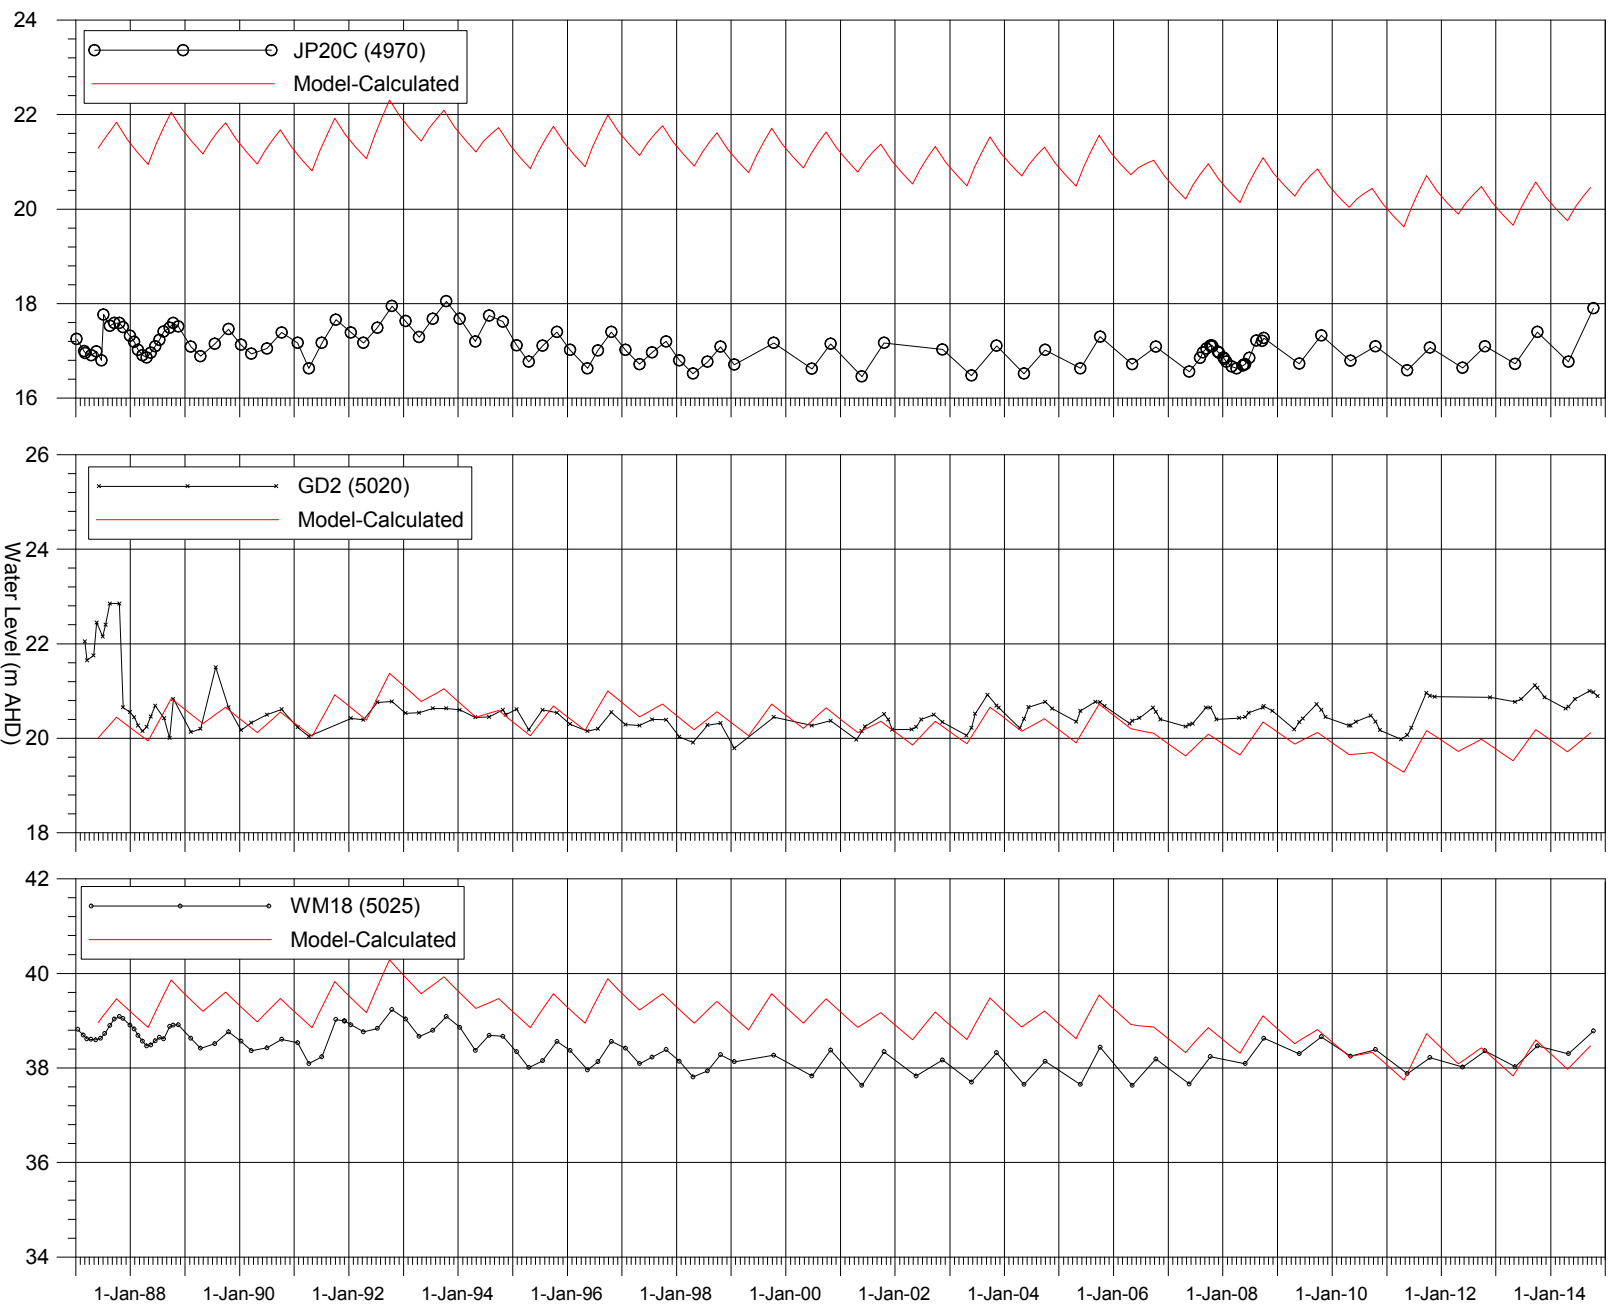 24
22
20
18
16
JP20C (4970)
Model-Calculated
Water Level (m AHD)
26
24
22
20
18
GD2 (5020)
Model-Calculated
42
40
38
36
34
WM18 (5025)
Model-Calculated
1-Jan-88 1-Jan-90 1-Jan-92 1-Jan-94 1-Jan-96 1-Jan-98 1-Jan-00 1-Jan-02 1-Jan-04 1-Jan-06 1-Jan-08 1-Jan-10 1-Jan-12 1-Jan-14